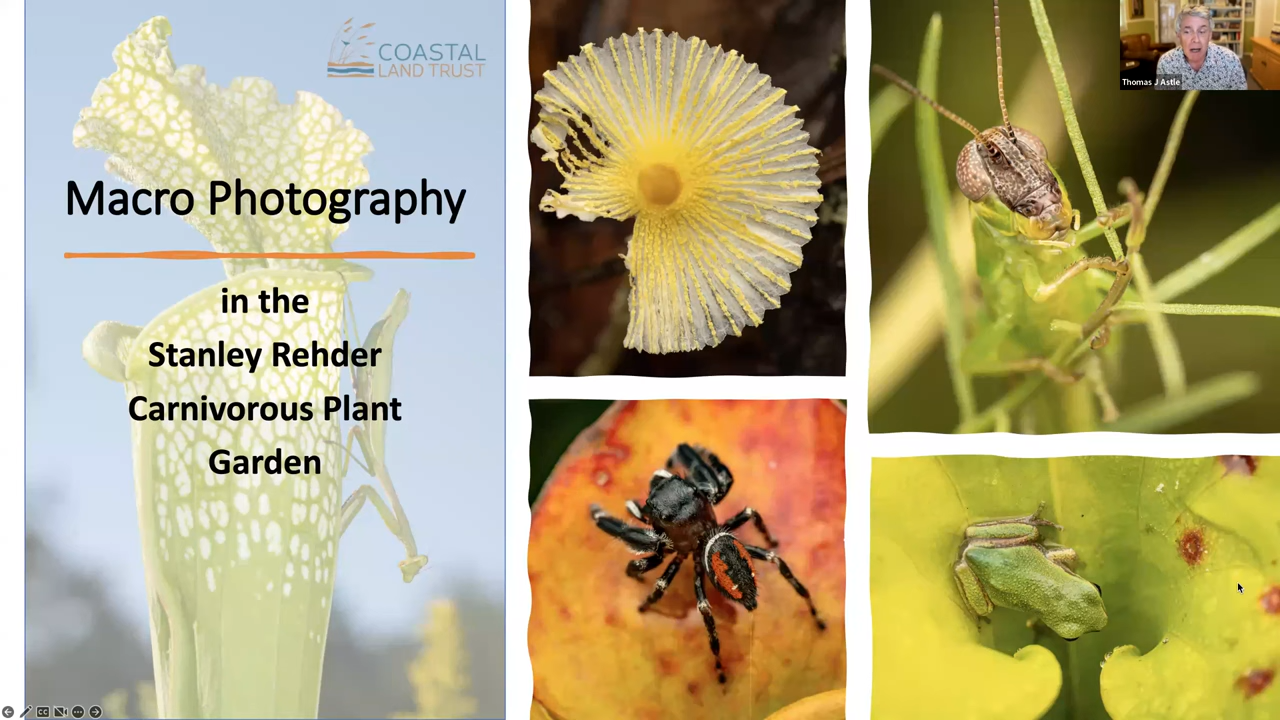 COASTAL
LAND TRUST
Macro Photography
in the
Stanley Rehder
Carnivorous Plant
Garden
Thomas J Astle